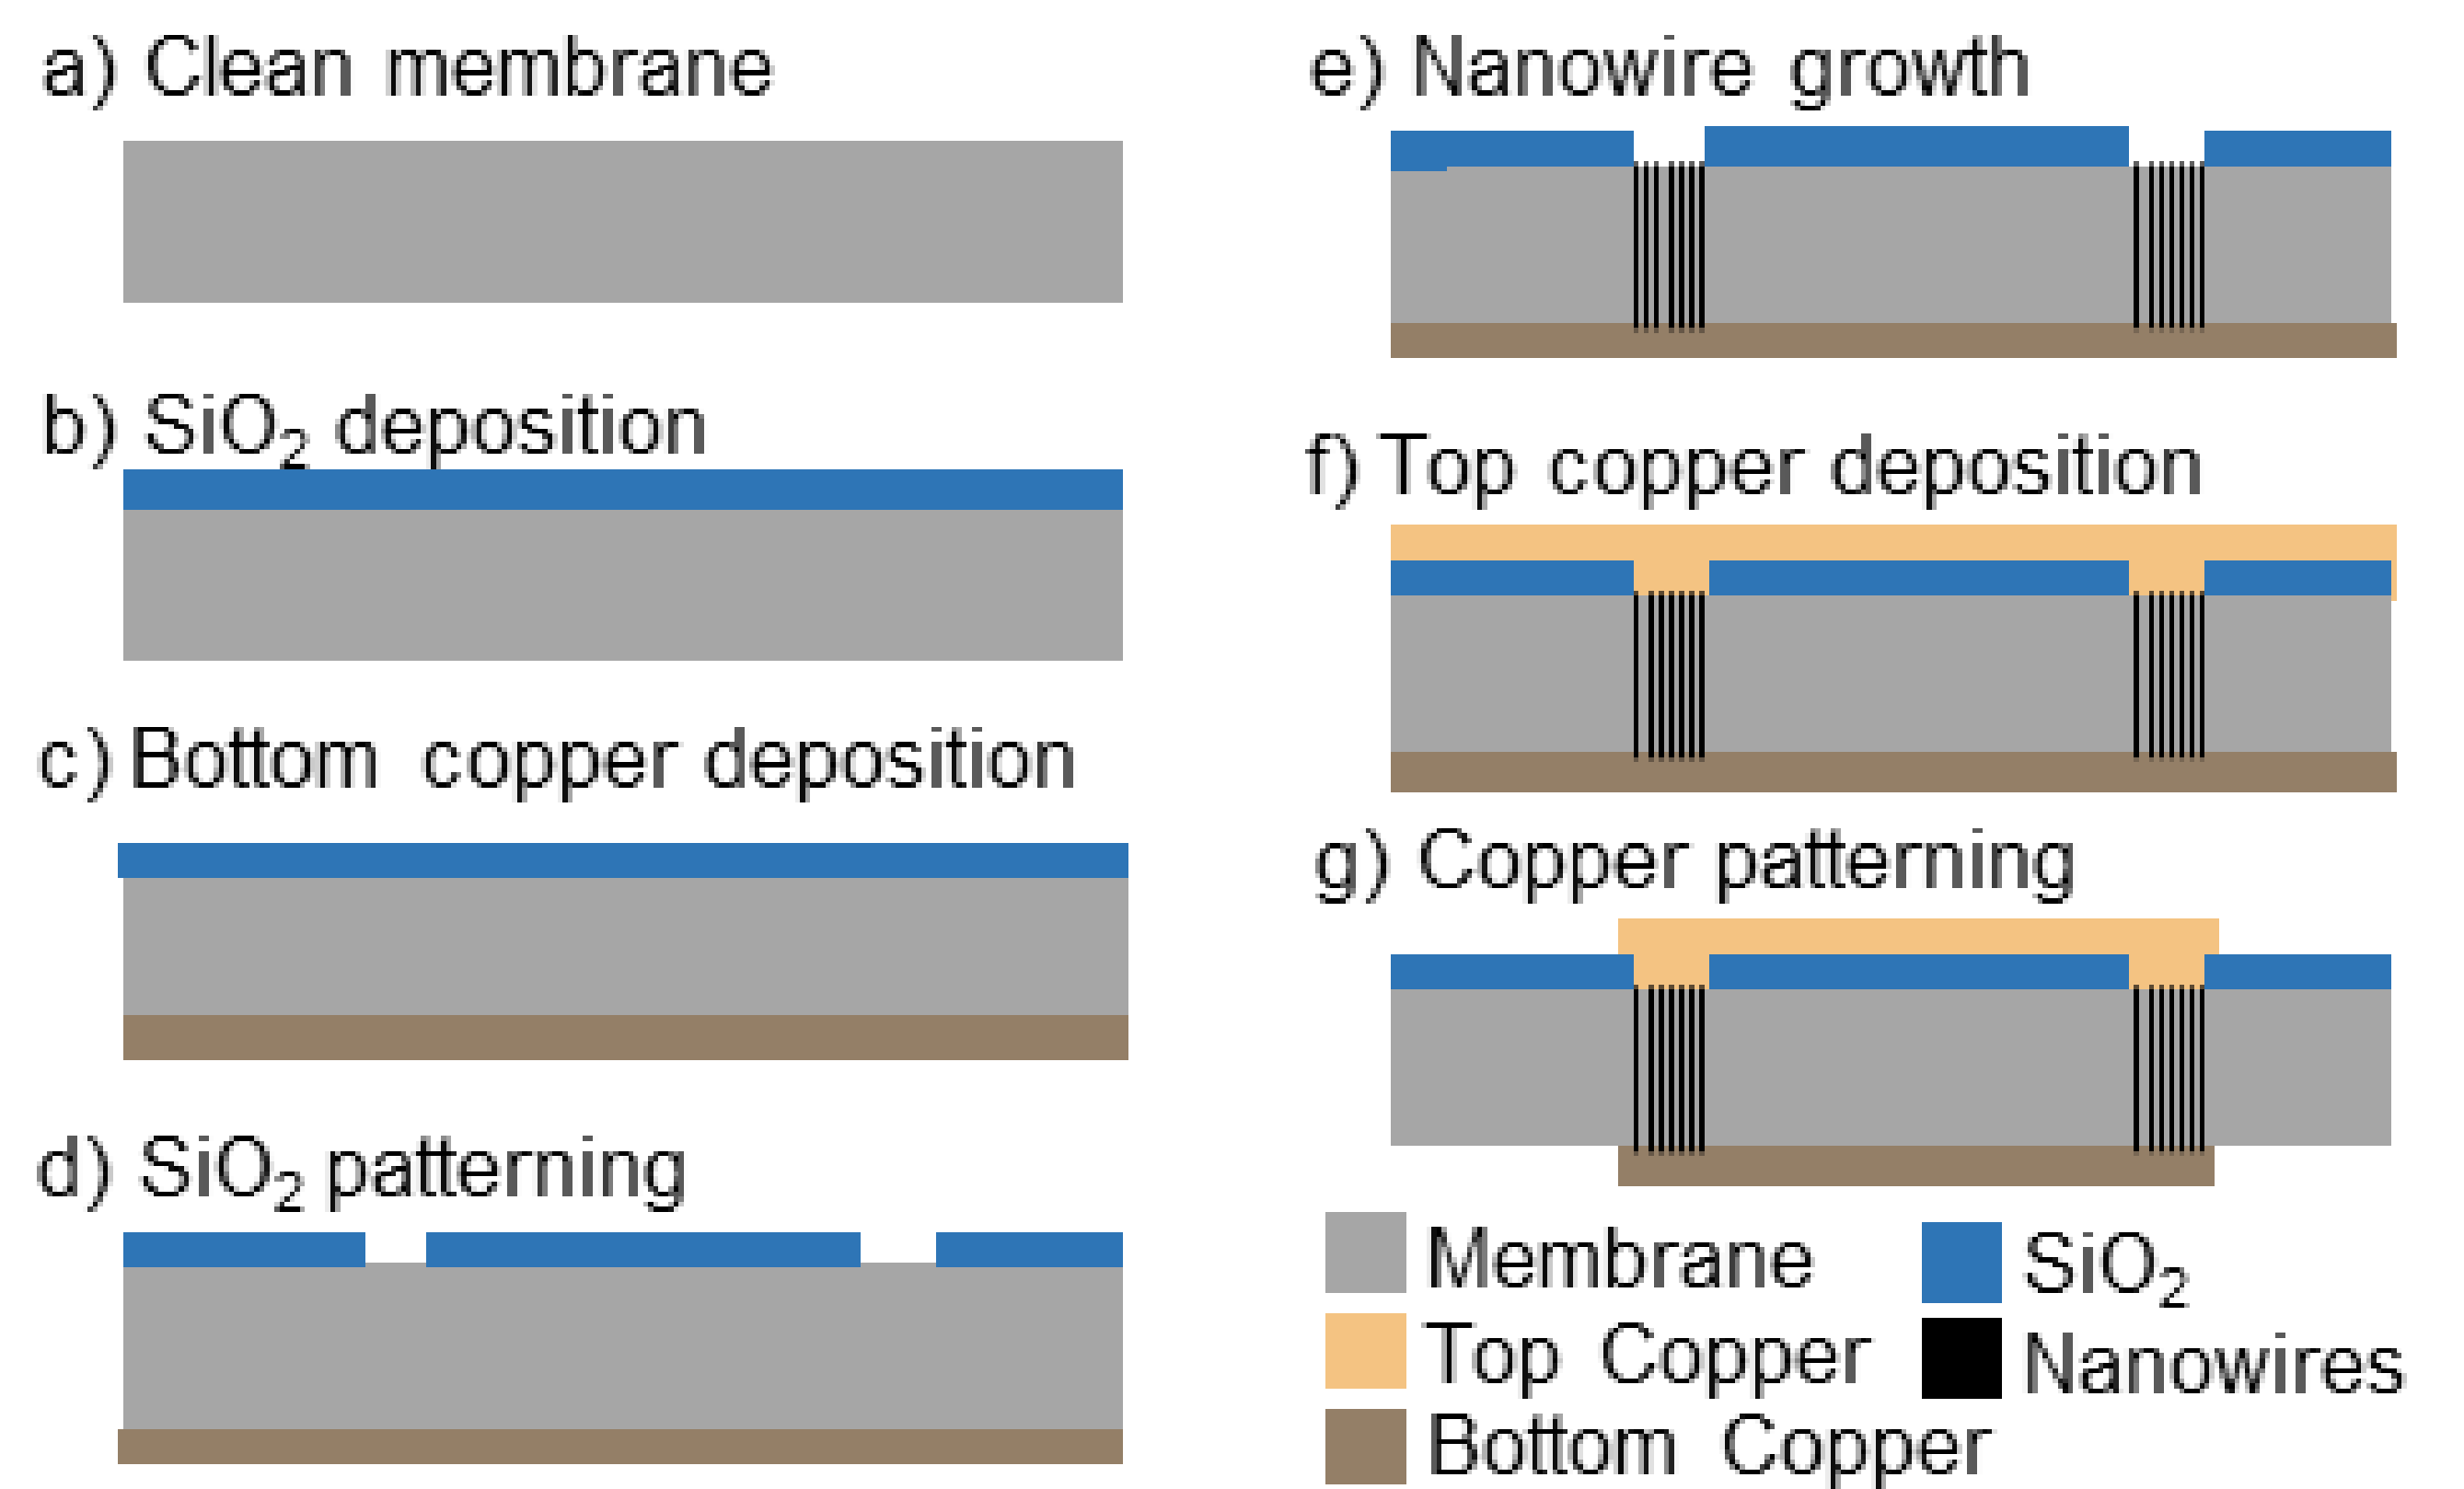 a) Clean membrane
b) SiO₂ deposition
c) Bottom copper deposition
d) SiO₂ patterning
e) Nanowire growth
f) Top copper deposition
g) Copper patterning
Membrane
SiO₂
Top Copper
Nanowires
Bottom Copper